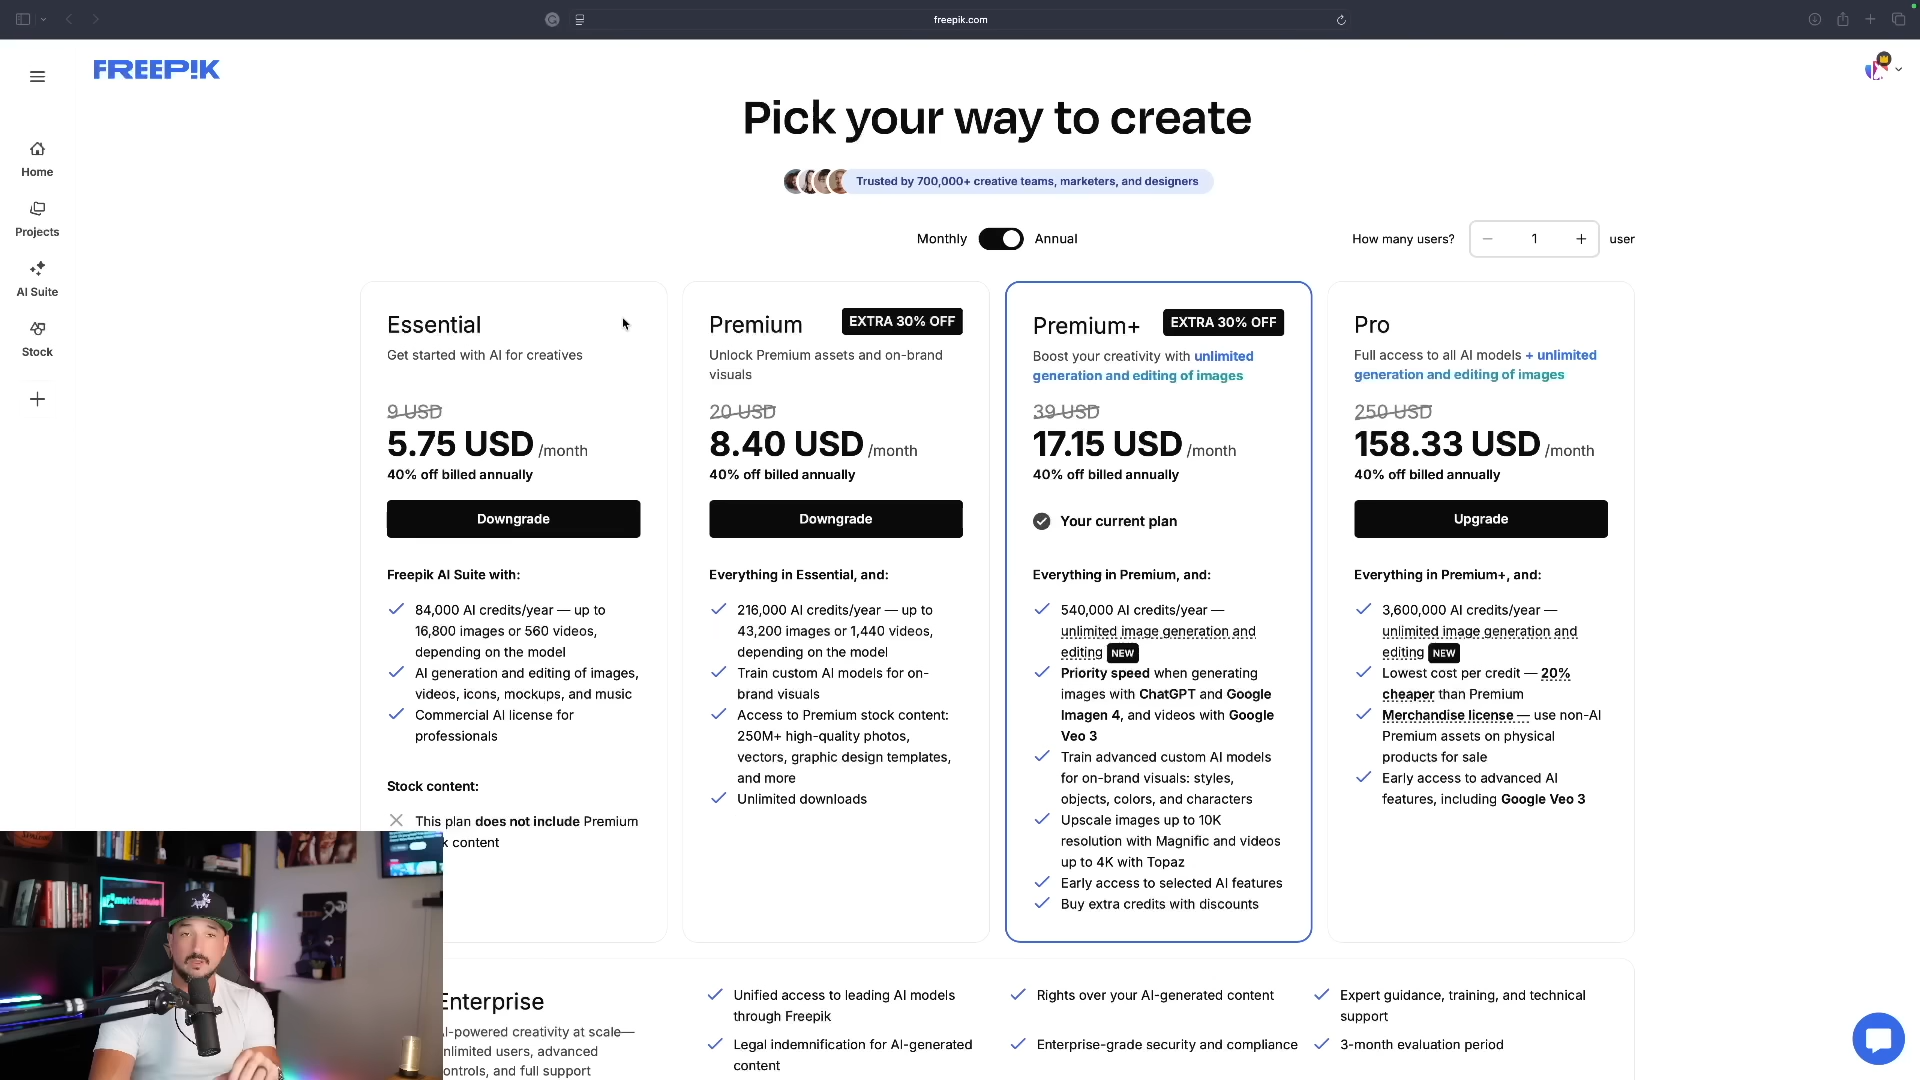 freepik.com
FREEPIK
Home
Projects
AI Suite
Stock
Pick your way to create
Trusted by 700,000+ creative teams, marketers, and designers
Monthly
Annual
How many users?
1
user
Essential
Get started with AI for creatives
9 USD
5.75 USD /month
40% off billed annually
Downgrade
Freepik AI Suite with:
84,000 AI credits/year — up to
16,800 images or 560 videos,
depending on the model
AI generation and editing of images,
videos, icons, mockups, and music
Commercial AI license for
professionals
Stock content:
This plan does not include Premium
k content
Premium
EXTRA 30% OFF
Unlock Premium assets and on-brand
visuals
20 USD
8.40 USD /month
40% off billed annually
Downgrade
Everything in Essential, and:
216,000 AI credits/year — up to
43,200 images or 1,440 videos,
depending on the model
Train custom AI models for on-
brand visuals
Access to Premium stock content:
250M+ high-quality photos,
vectors, graphic design templates,
and more
Unlimited downloads
Premium+
EXTRA 30% OFF
Boost your creativity with unlimited
generation and editing of images
39 USD
17.15 USD /month
40% off billed annually
Your current plan
Everything in Premium, and:
540,000 AI credits/year —
unlimited image generation and
editing NEW
Priority speed when generating
images with ChatGPT and Google
Imagen 4, and videos with Google
Veo 3
Train advanced custom AI models
for on-brand visuals: styles,
objects, colors, and characters
Upscale images up to 10K
resolution with Magnific and videos
up to 4K with Topaz
Early access to selected AI features
Buy extra credits with discounts
Pro
Full access to all AI models + unlimited
generation and editing of images
250 USD
158.33 USD /month
40% off billed annually
Upgrade
Everything in Premium+, and:
3,600,000 AI credits/year —
unlimited image generation and
editing NEW
Lowest cost per credit — 20%
cheaper than Premium
Merchandise license — use non-AI
Premium assets on physical
products for sale
Early access to advanced AI
features, including Google Veo 3
Enterprise
AI-powered creativity at scale—
unlimited users, advanced
controls, and full support
Unified access to leading AI models
through Freepik
Legal indemnification for AI-generated
content
Rights over your AI-generated content
Enterprise-grade security and compliance
Expert guidance, training, and technical
support
3-month evaluation period